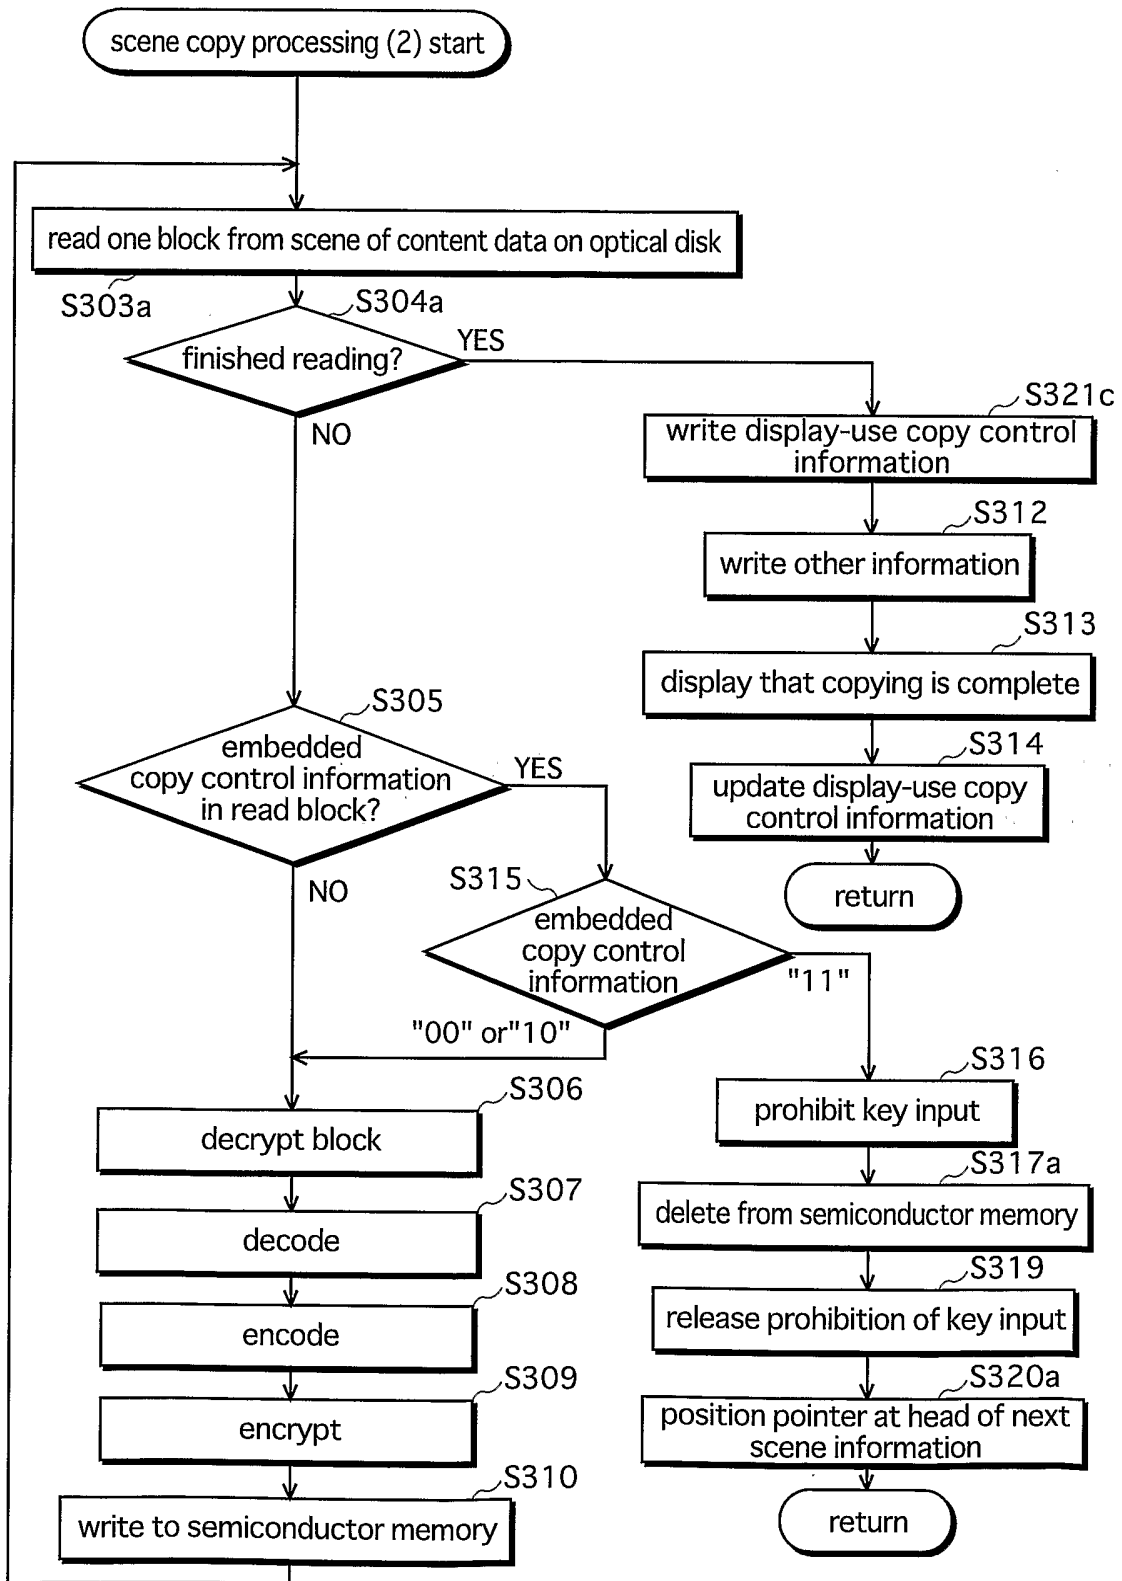 scene copy processing (2) start
read one block from scene of content data on optical disk
S303a
S304a
finished reading?
YES
NO
S321c
write display-use copy control
information
S312
write other information
S313
display that copying is complete
S314
update display-use copy
control information
return
S305
embedded
copy control information
in read block?
YES
NO
S315
embedded
copy control
information
"11"
"00" or"10"
S306
decrypt block
S307
decode
S308
encode
S309
encrypt
S310
write to semiconductor memory
S316
prohibit key input
S317a
delete from semiconductor memory
S319
release prohibition of key input
S320a
position pointer at head of next
scene information
return